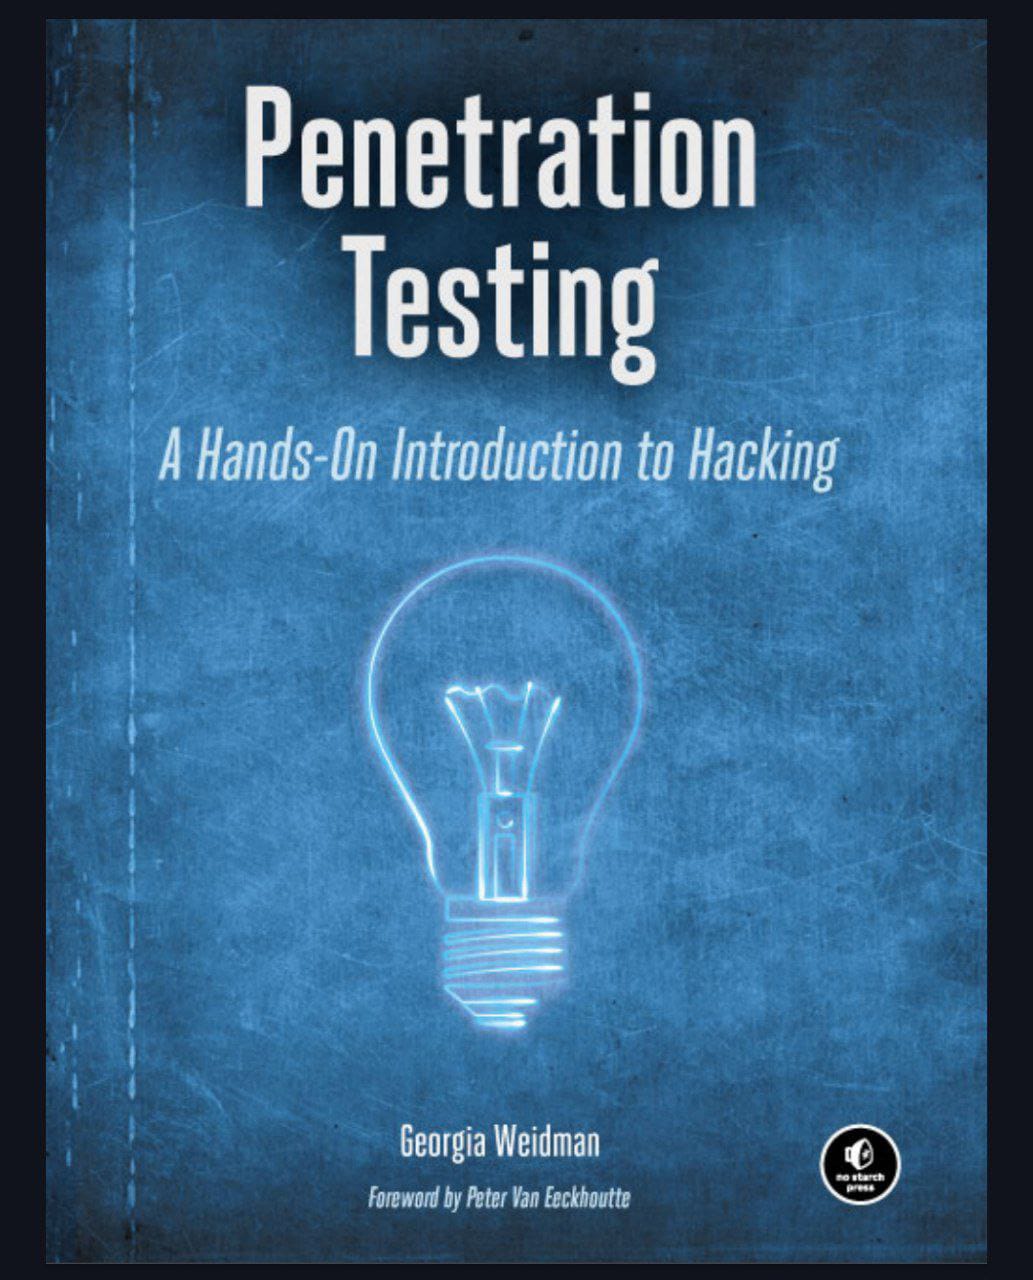 Penetration
Testing
A Hands-On Introduction to Hacking
Georgia Weidman
Foreword by Peter Van Eeckhoutte
no starch
press